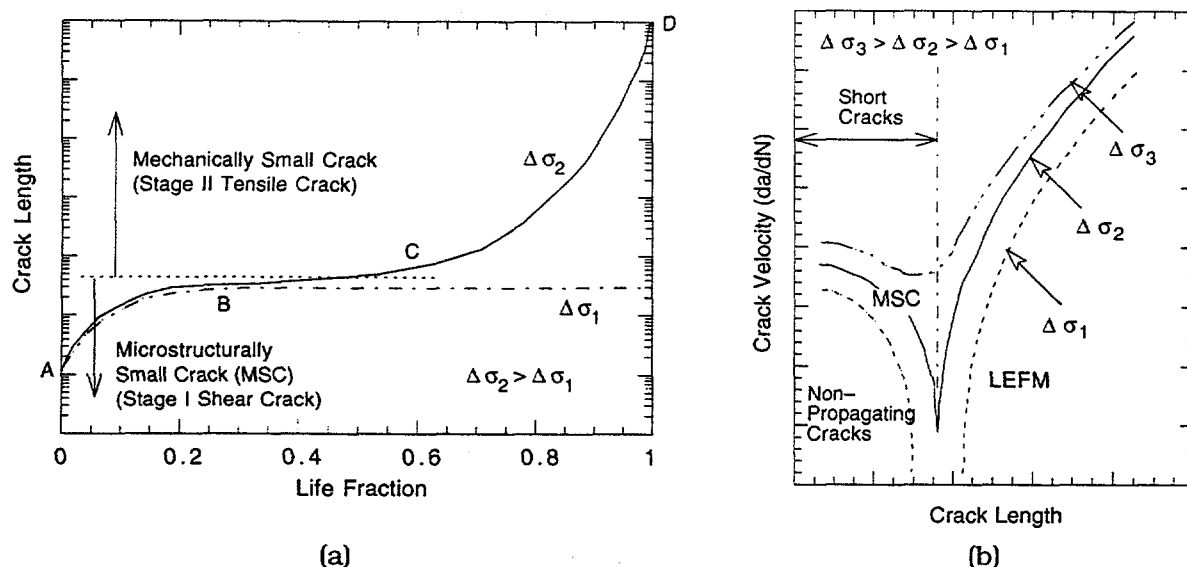 D
Crack Length
Mechanically Small Crack
(Stage II Tensile Crack)
Δσ2
C
B
Δσ1
A
Microstructurally
Small Crack (MSC)
(Stage I Shear Crack)
Δσ2 > Δσ1
0
0.2
0.4
0.6
0.8
1
Life Fraction
(a)
Δσ3 > Δσ2 > Δσ1
Short
Cracks
Crack Velocity (da/dN)
Δσ3
Δσ2
MSC
Δσ1
LEFM
Non–
Propagating
Cracks
Crack Length
(b)